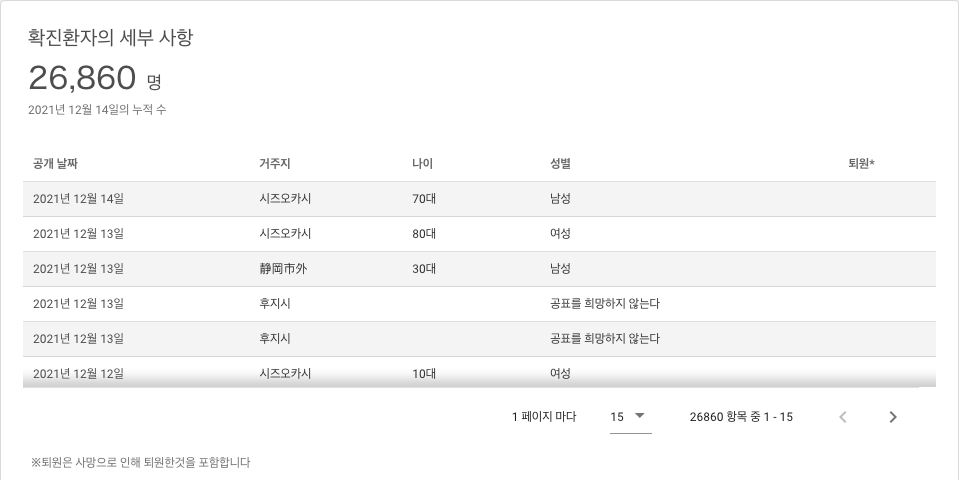 확진환자의 세부 사항
26,860 명
2021년 12월 14일의 누적 수
공개 날짜 거주지 나이 성별 퇴원*
2021년 12월 14일 시즈오카시 70대 남성
2021년 12월 13일 시즈오카시 80대 여성
2021년 12월 13일 静岡市外 30대 남성
2021년 12월 13일 후지시 공표를 희망하지 않는다
2021년 12월 13일 후지시 공표를 희망하지 않는다
2021년 12월 12일 시즈오카시 10대 여성
1 페이지 마다 15 26860 항목 중 1 - 15
※퇴원은 사망으로 인해 퇴원한것을 포함합니다